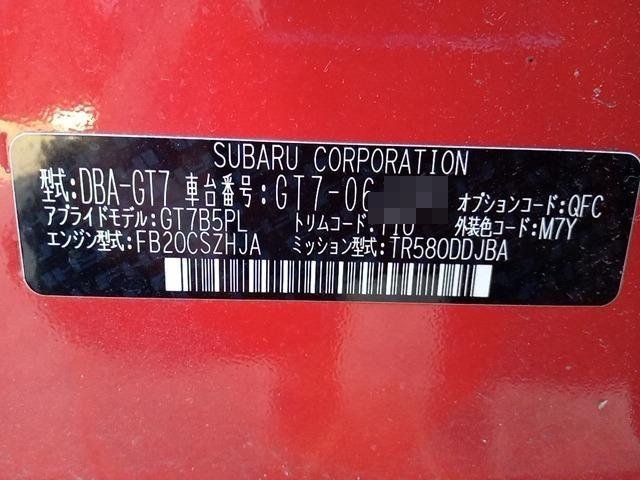 SUBARU CORPORATION
型式:DBA-GT7 車台番号:GT7-06
アプライドモデル:GT7B5PL トリムコード: オプションコード:QFC
外装色コード:M7Y
エンジン型式:FB20CSZHJA ミッション型式:TR580DDJBA